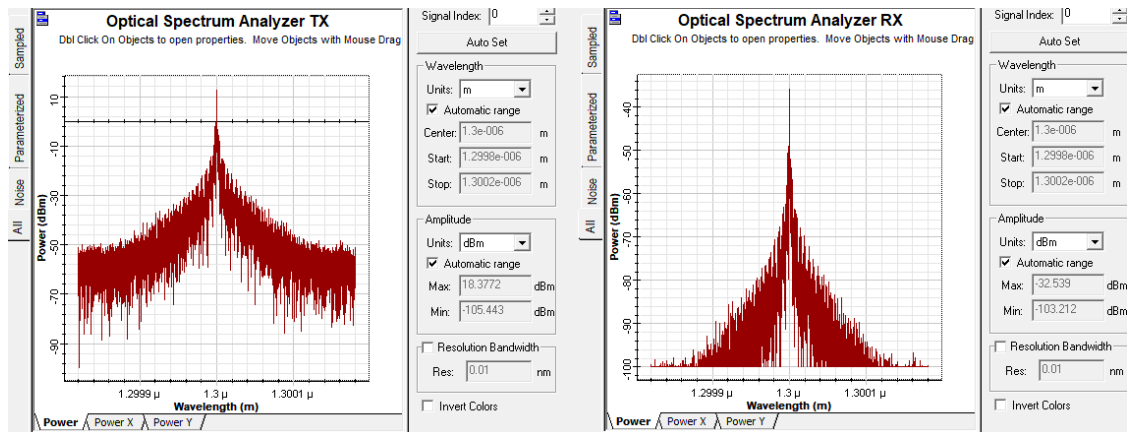 Optical Spectrum Analyzer TX
Dbl Click On Objects to open properties.  Move Objects with Mouse Drag
Sampled
Parameterized
Noise
All
Power (dBm)
10
-10
-30
-50
-70
-90
1.2999 µ
1.3 µ
1.3001 µ
Wavelength (m)
Power
Power X
Power Y
Signal Index: 0
Auto Set
Wavelength
Units: m
Automatic range
Center: 1.3e-006 m
Start: 1.2998e-006 m
Stop: 1.3002e-006 m
Amplitude
Units: dBm
Automatic range
Max: 18.3772 dBm
Min: -105.443 dBm
Resolution Bandwidth
Res: 0.01 nm
Invert Colors
Optical Spectrum Analyzer RX
Dbl Click On Objects to open properties.  Move Objects with Mouse Drag
Sampled
Parameterized
Noise
All
Power (dBm)
-40
-50
-60
-70
-80
-90
-100
1.2999 µ
1.3 µ
1.3001 µ
Wavelength (m)
Power
Power X
Power Y
Signal Index: 0
Auto Set
Wavelength
Units: m
Automatic range
Center: 1.3e-006 m
Start: 1.2998e-006 m
Stop: 1.3002e-006 m
Amplitude
Units: dBm
Automatic range
Max: -32.539 dBm
Min: -103.212 dBm
Resolution Bandwidth
Res: 0.01 nm
Invert Colors